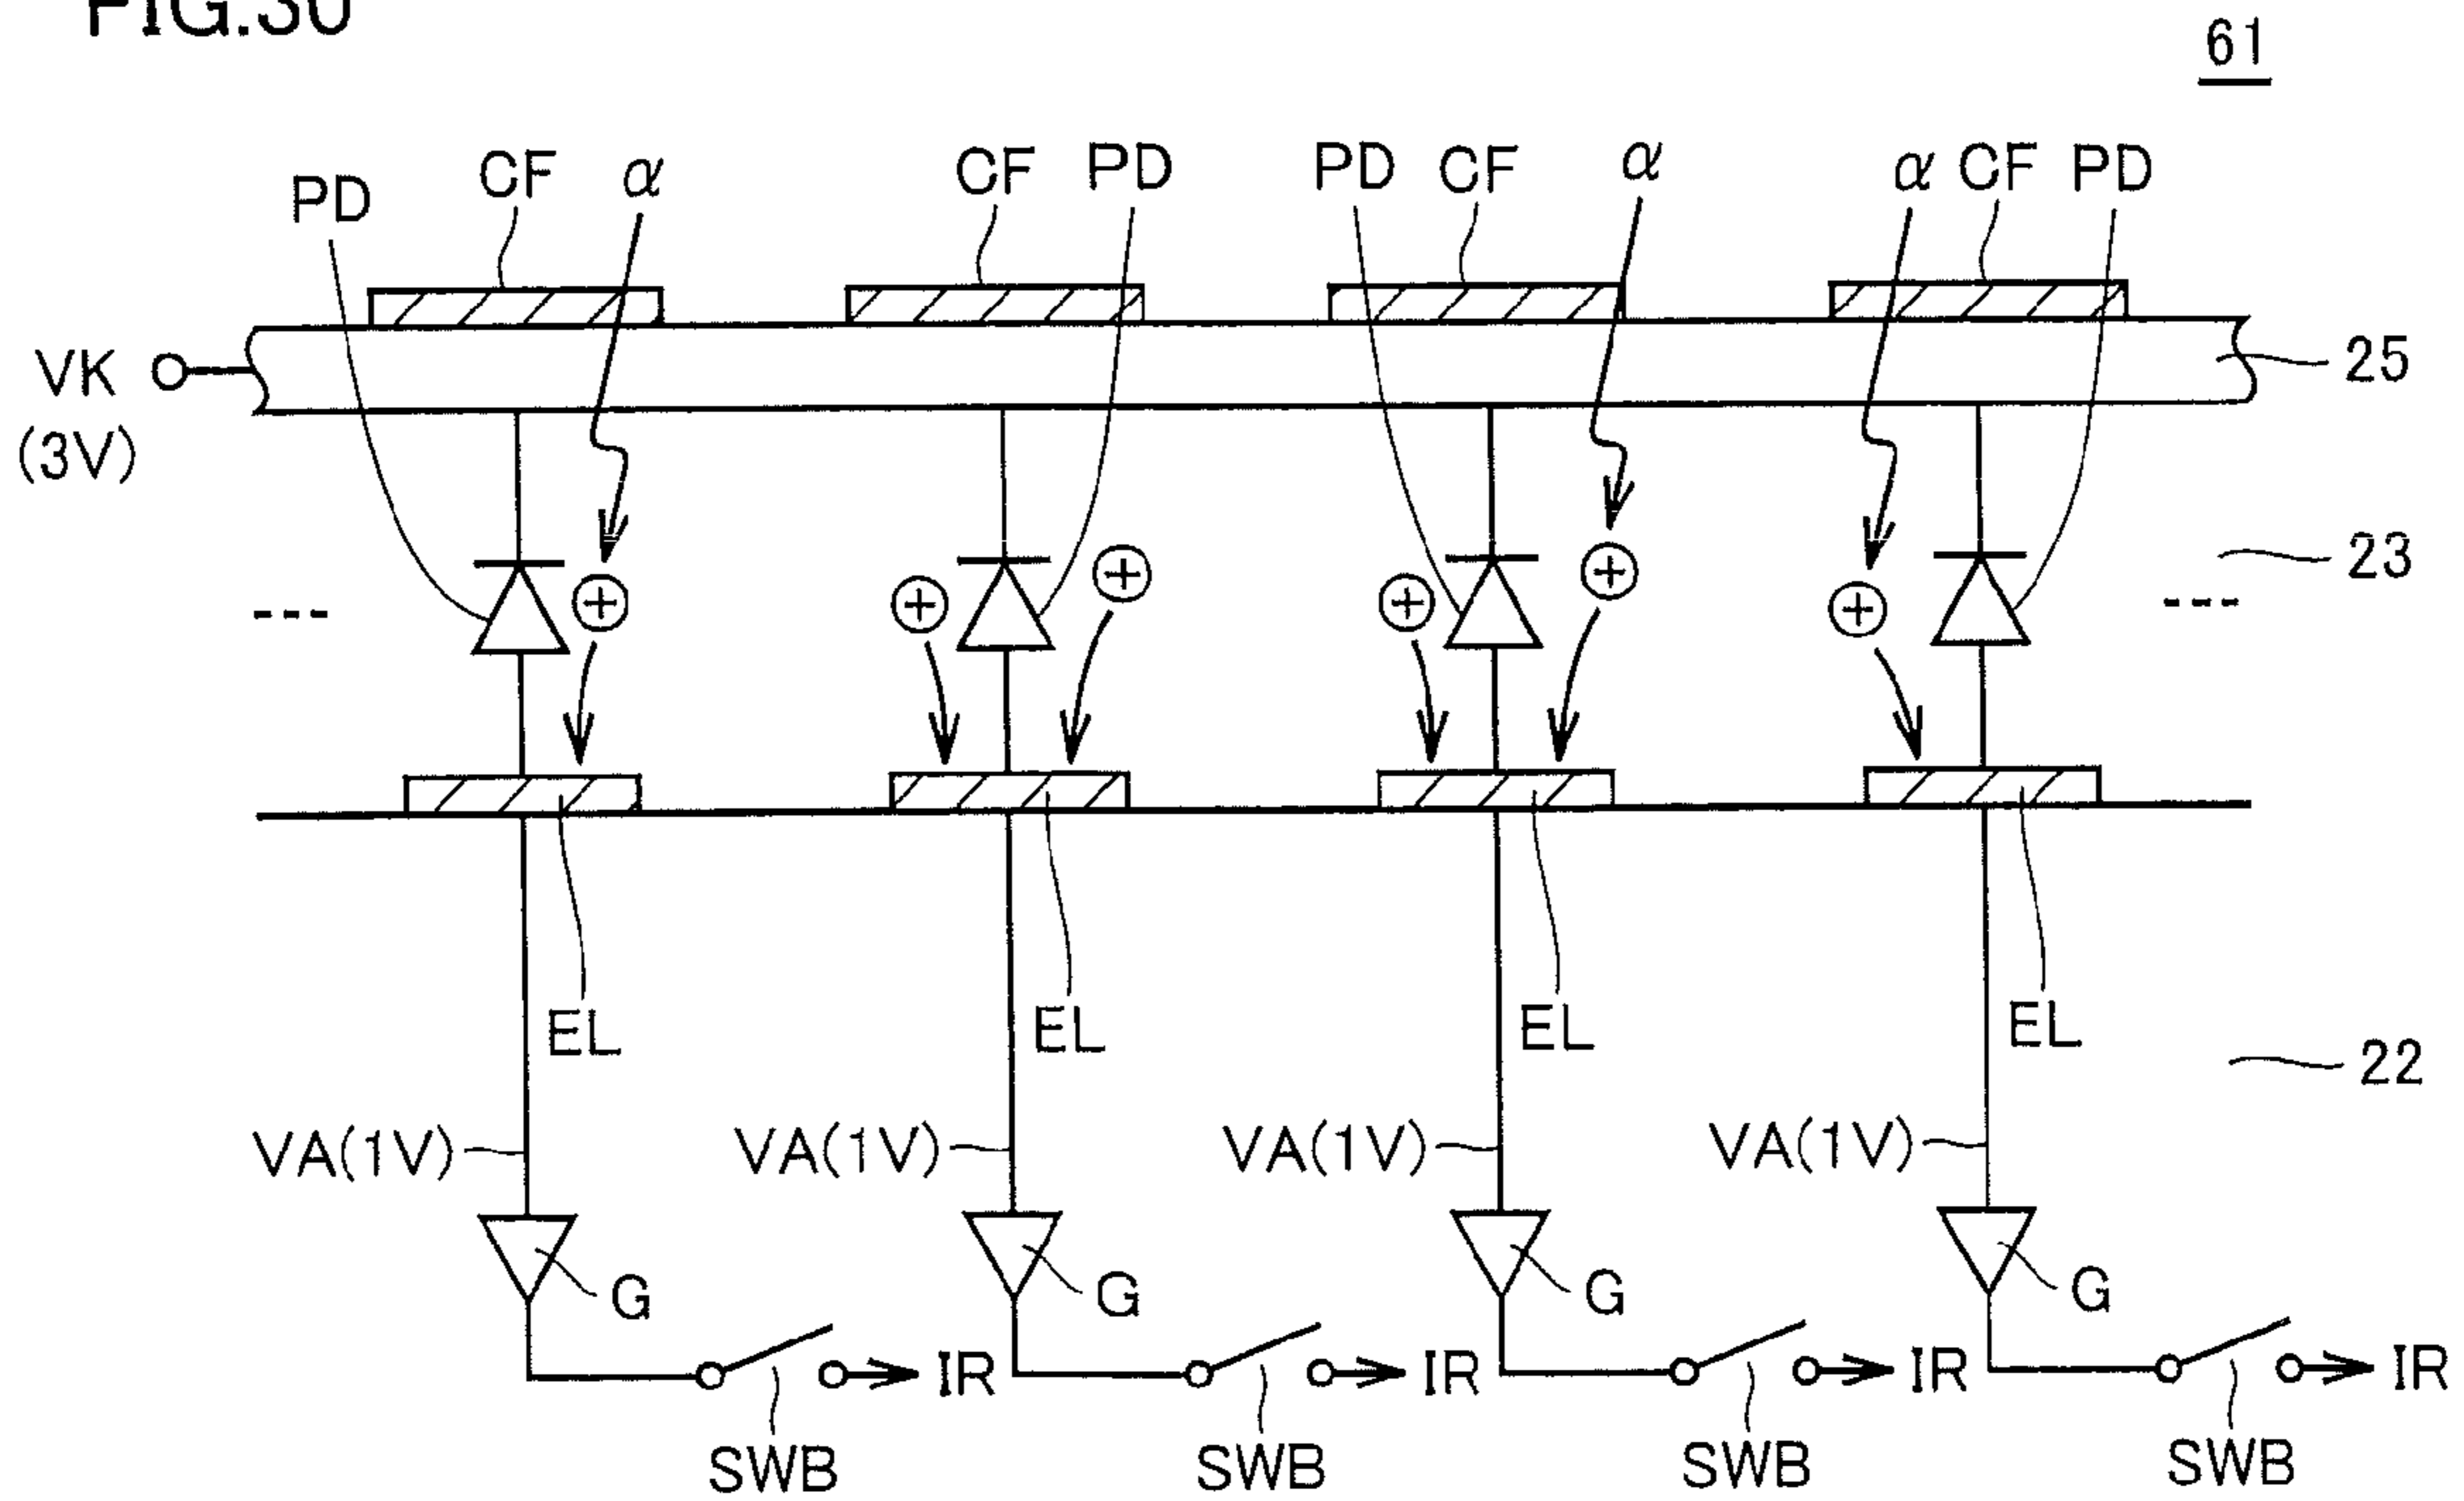 FIG.30
61
PD CF α CF PD PD CF α α CF PD
VK
(3V)
25
23
EL EL EL EL
22
VA(1V) VA(1V) VA(1V) VA(1V)
G G G G
IR IR IR IR
SWB SWB SWB SWB